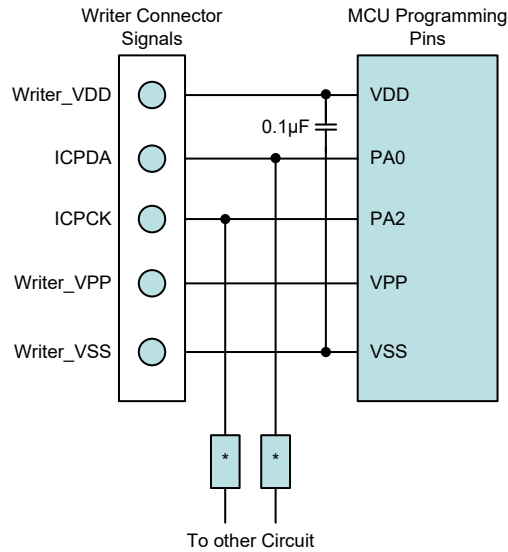 Writer Connector
Signals
MCU Programming
Pins
Writer_VDD
VDD
0.1μF
ICPDA
PA0
ICPCK
PA2
Writer_VPP
VPP
Writer_VSS
VSS
*
*
To other Circuit